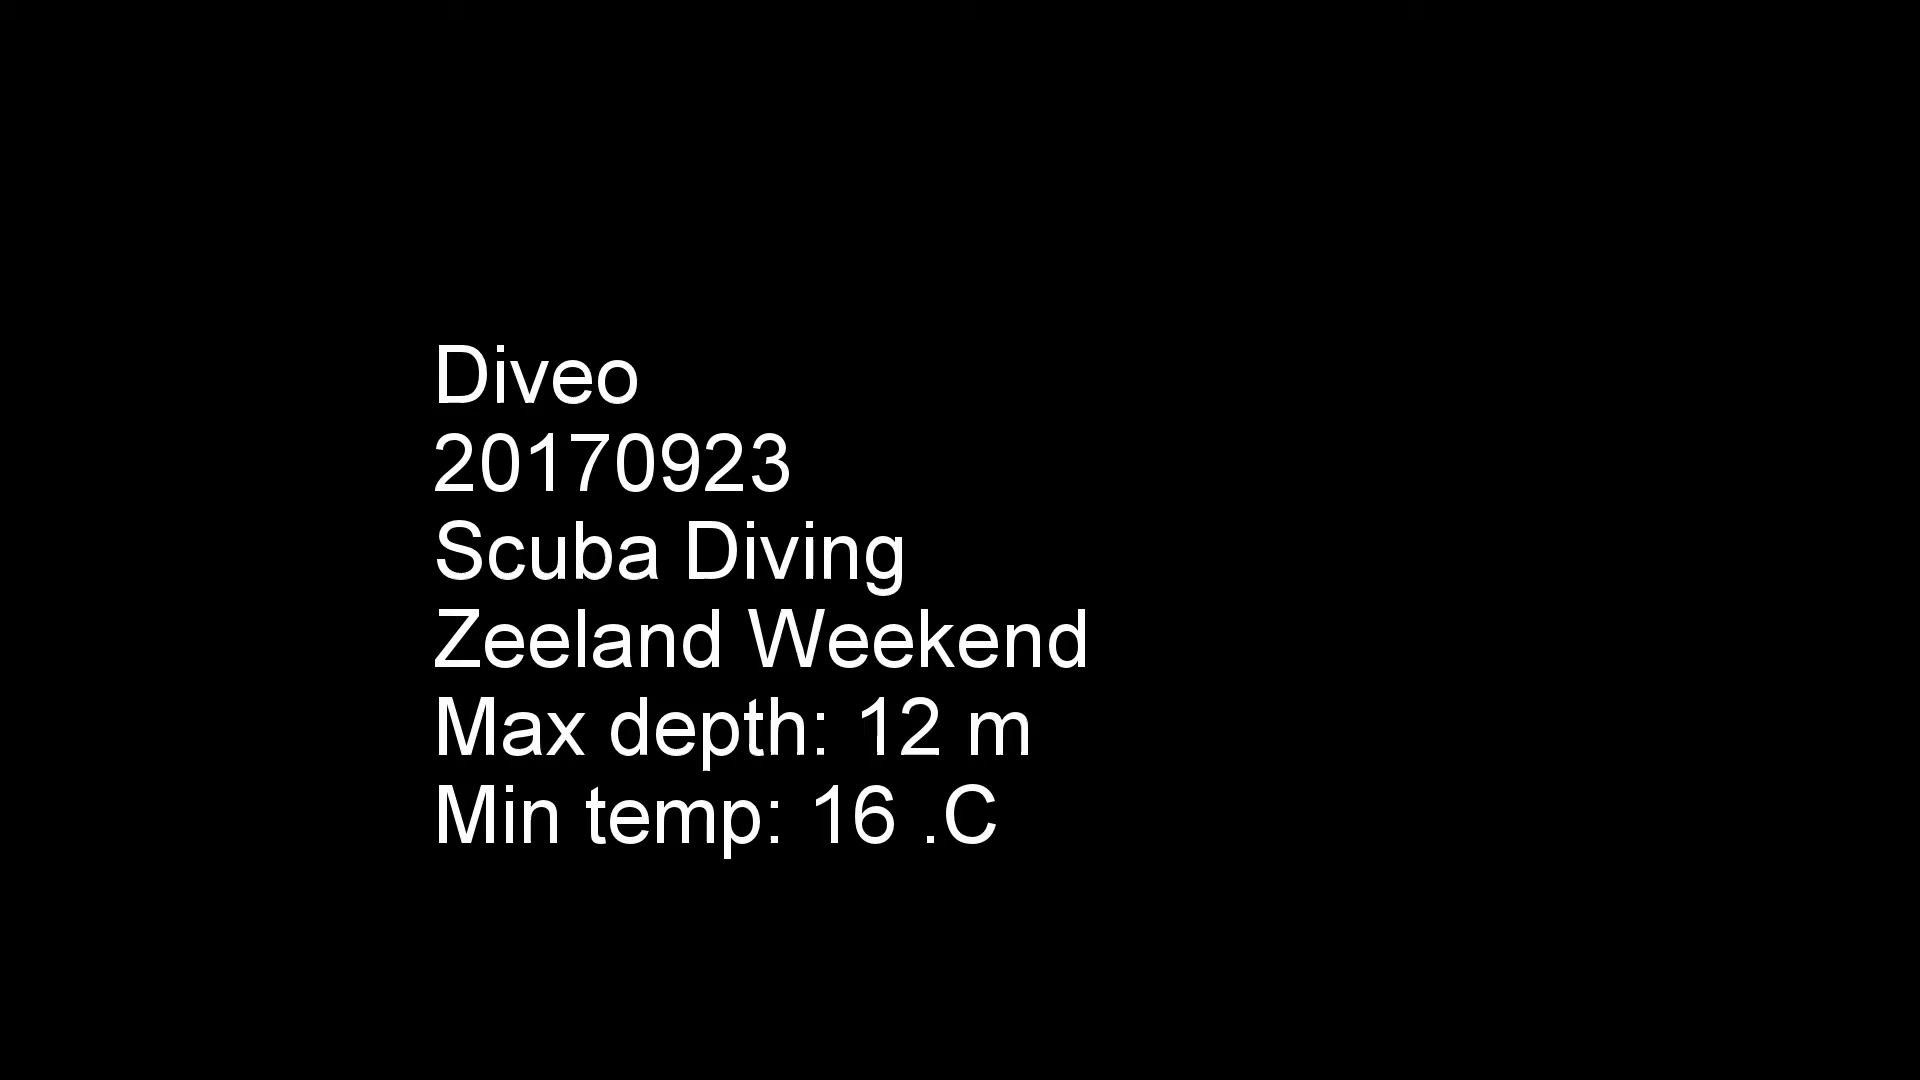 Diveo
20170923
Scuba Diving
Zeeland Weekend
Max depth: 12 m
Min temp: 16 .C